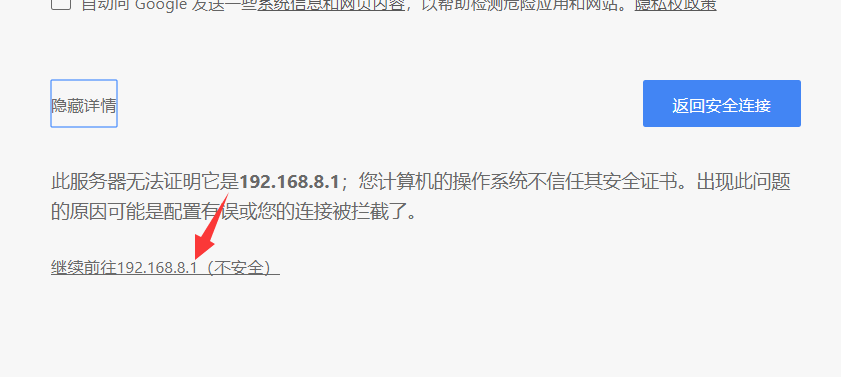 自动向 Google 发送一些系统信息和网页内容，以帮助检测危险应用和网站。隐私权政策
隐藏详情
返回安全连接
此服务器无法证明它是192.168.8.1；您计算机的操作系统不信任其安全证书。出现此问题
的原因可能是配置有误或您的连接被拦截了。
继续前往192.168.8.1（不安全）